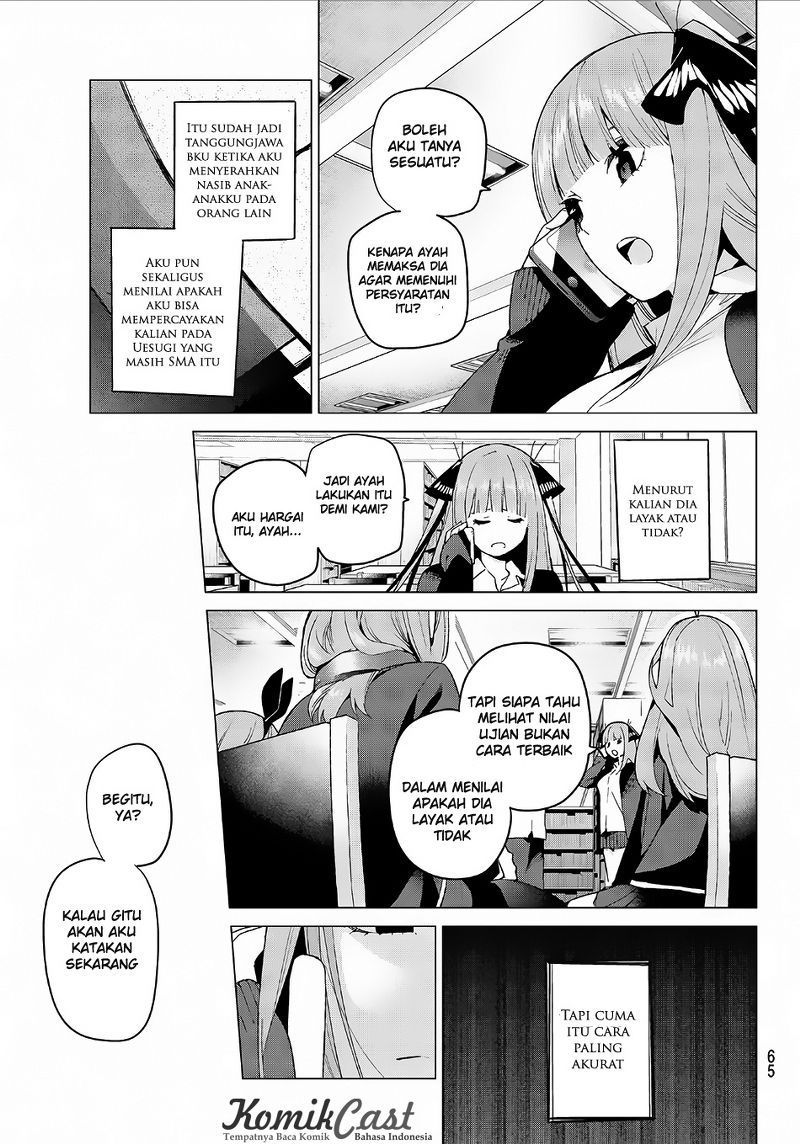 BOLEH
AKU TANYA
SESUATU?
KENAPA AYAH
MEMAKSA DIA
AGAR MEMENUHI
PERSYARATAN
ITU?
ITU SUDAH JADI
TANGGUNGJAWA
BKU KETIKA AKU
MENYERAHKAN
NASIB ANAK-
ANAKKU PADA
ORANG LAIN
AKU PUN
SEKALIGUS
MENILAI APAKAH
AKU BISA
MEMPERCAYAKAN
KALIAN PADA
UESUGI YANG
MASIH SMA ITU
MENURUT
KALIAN DIA
LAYAK ATAU
TIDAK?
JADI AYAH
LAKUKAN ITU
DEMI KAMI?
AKU HARGAI
ITU, AYAH...
TAPI SIAPA TAHU
MELIHAT NILAI
UJIAN BUKAN
CARA TERBAIK
DALAM MENILAI
APAKAH DIA
LAYAK ATAU
TIDAK
TAPI CUMA
ITU CARA
PALING
AKURAT
BEGITU,
YA?
KALAU GITU
AKAN AKU
KATAKAN
SEKARANG
65
KomikCast
Tempatnya Baca Komik Bahasa Indonesia